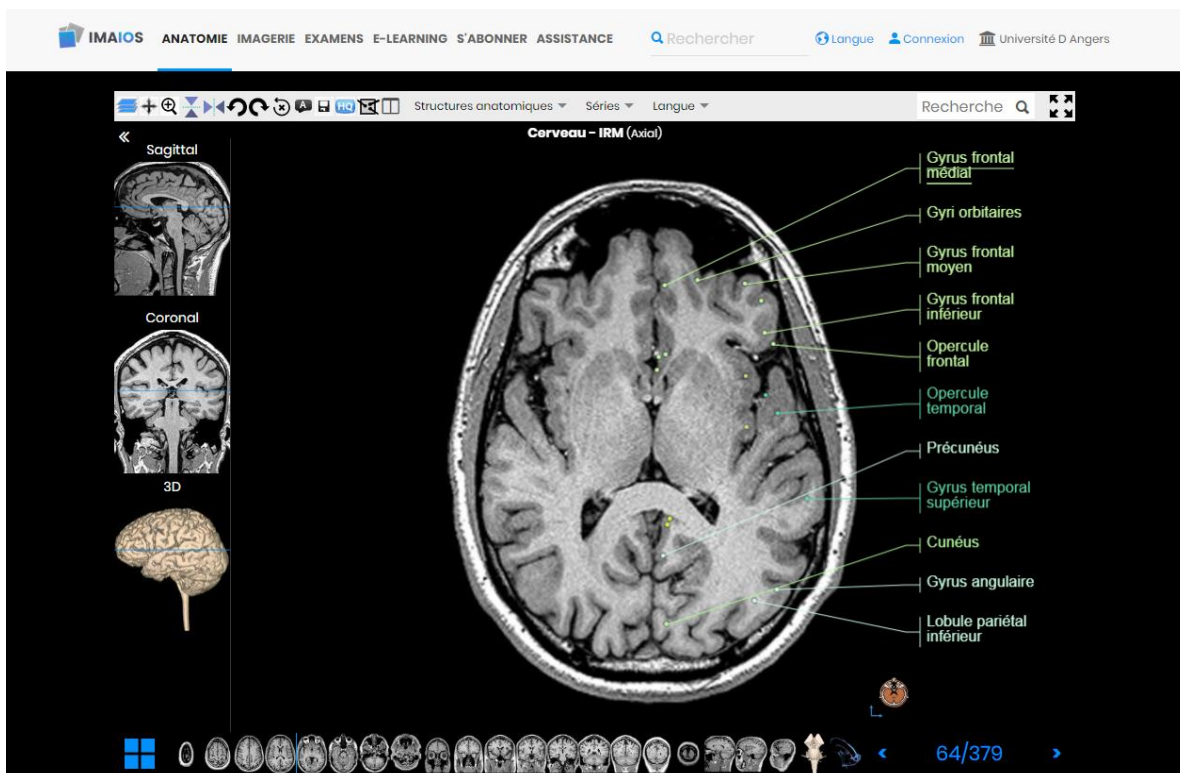 IMAIOS ANATOMIE IMAGERIE EXAMENS E-LEARNING S'ABONNER ASSISTANCE Rechercher Langue Connexion Université D Angers
A HQ Structures anatomiques Séries Langue Recherche
Cerveau - IRM (Axial)
Sagittal
Coronal
3D
Gyrus frontal
médial
Gyri orbitaires
Gyrus frontal
moyen
Gyrus frontal
inférieur
Opercule
frontal
Opercule
temporal
Précunéus
Gyrus temporal
supérieur
Cunéus
Gyrus angulaire
Lobule pariétal
inférieur
64/379